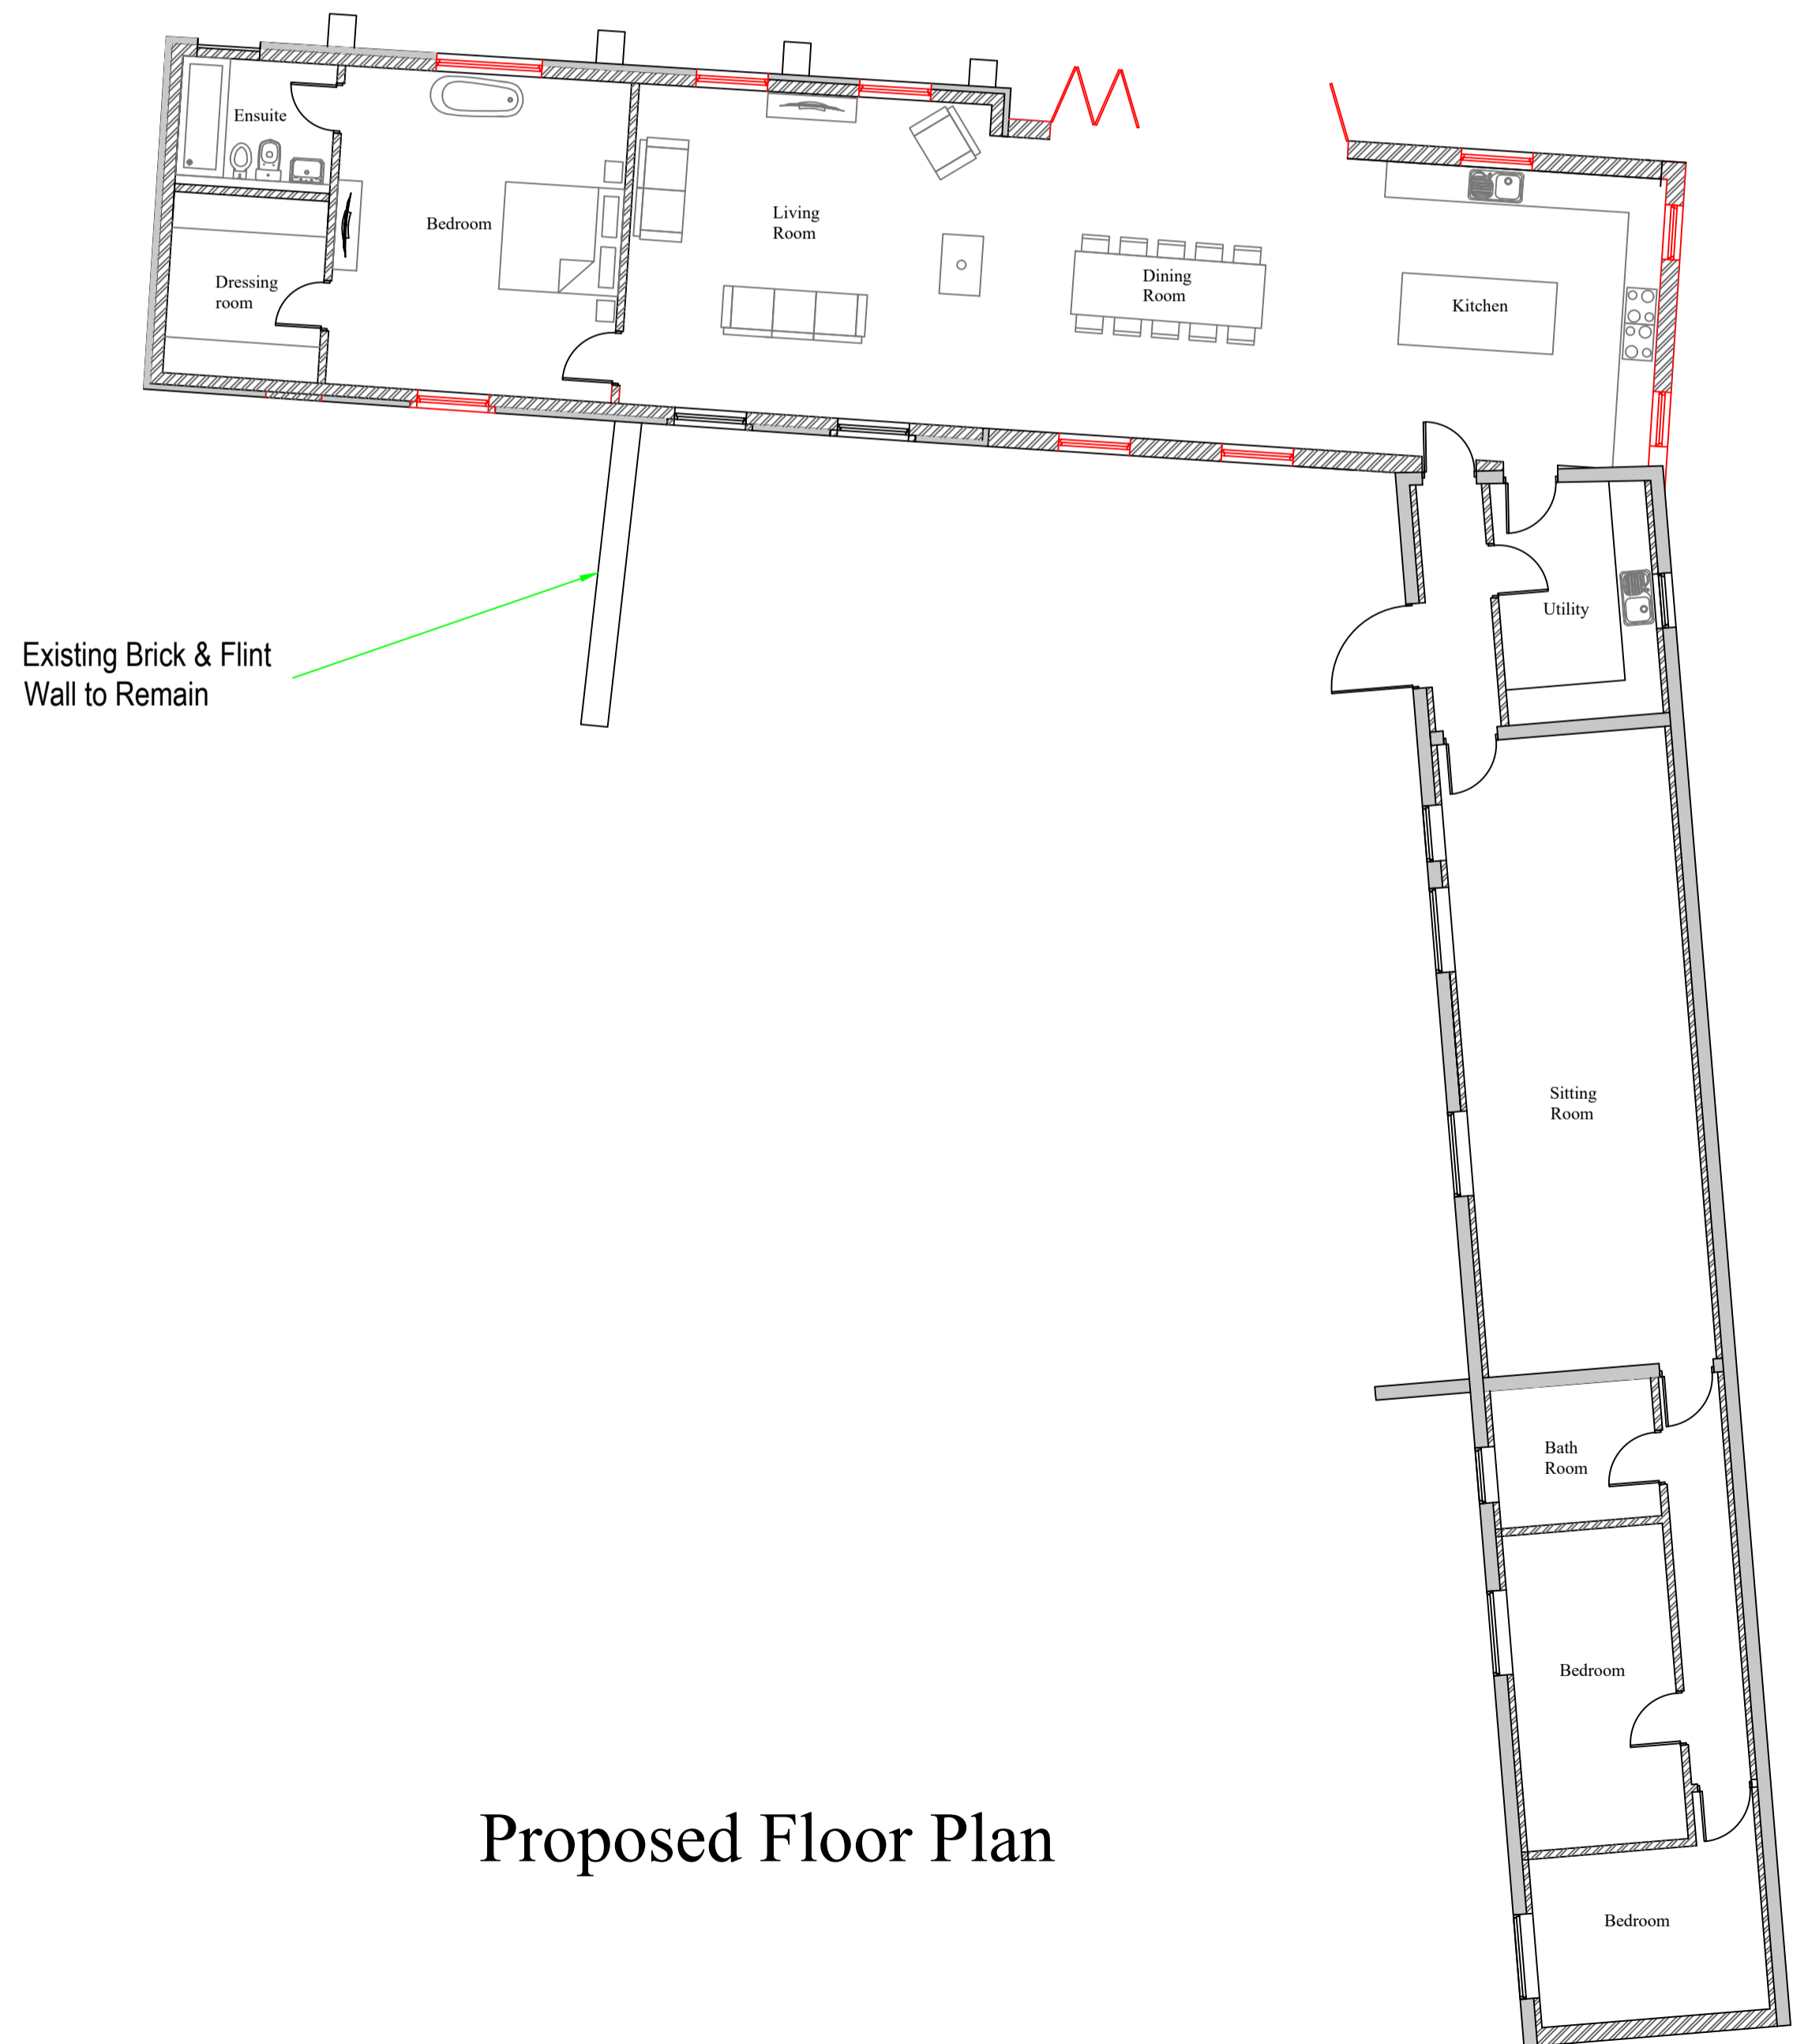 Ensuite
Bedroom
Living
Room
Dressing
room
Dining
Room
Kitchen
Utility
Existing Brick & Flint
Wall to Remain
Sitting
Room
Bath
Room
Bedroom
Proposed Floor Plan
Bedroom